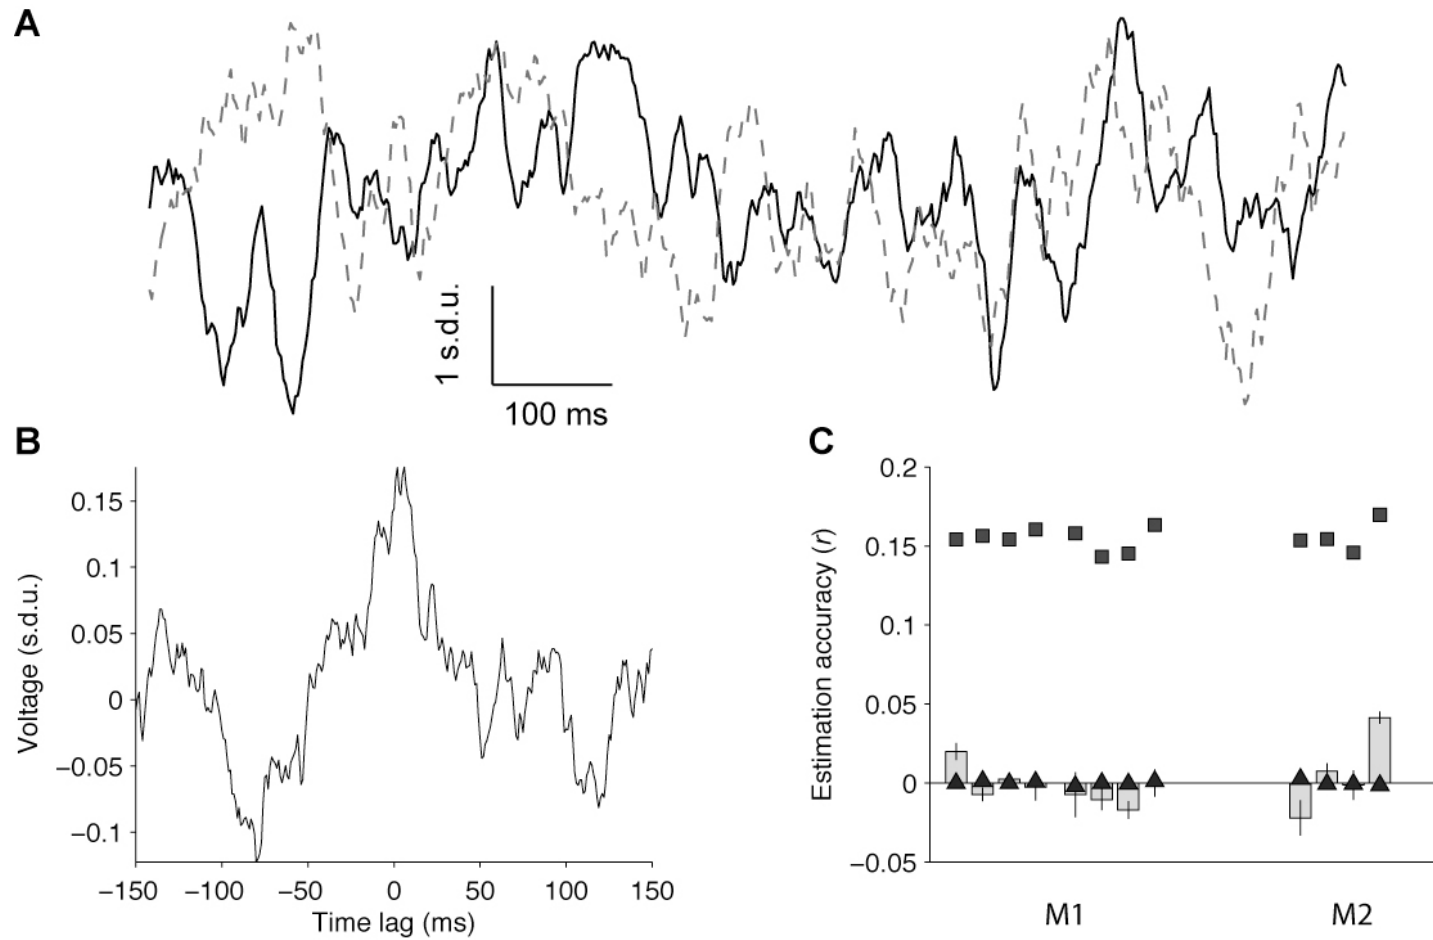 A
1 s.d.u.
100 ms
B
Voltage (s.d.u.)
0.15
0.1
0.05
0
−0.05
−0.1
−150 −100 −50 0 50 100 150
Time lag (ms)
C
Estimation accuracy (r)
0.2
0.15
0.1
0.05
0
−0.05
M1 M2